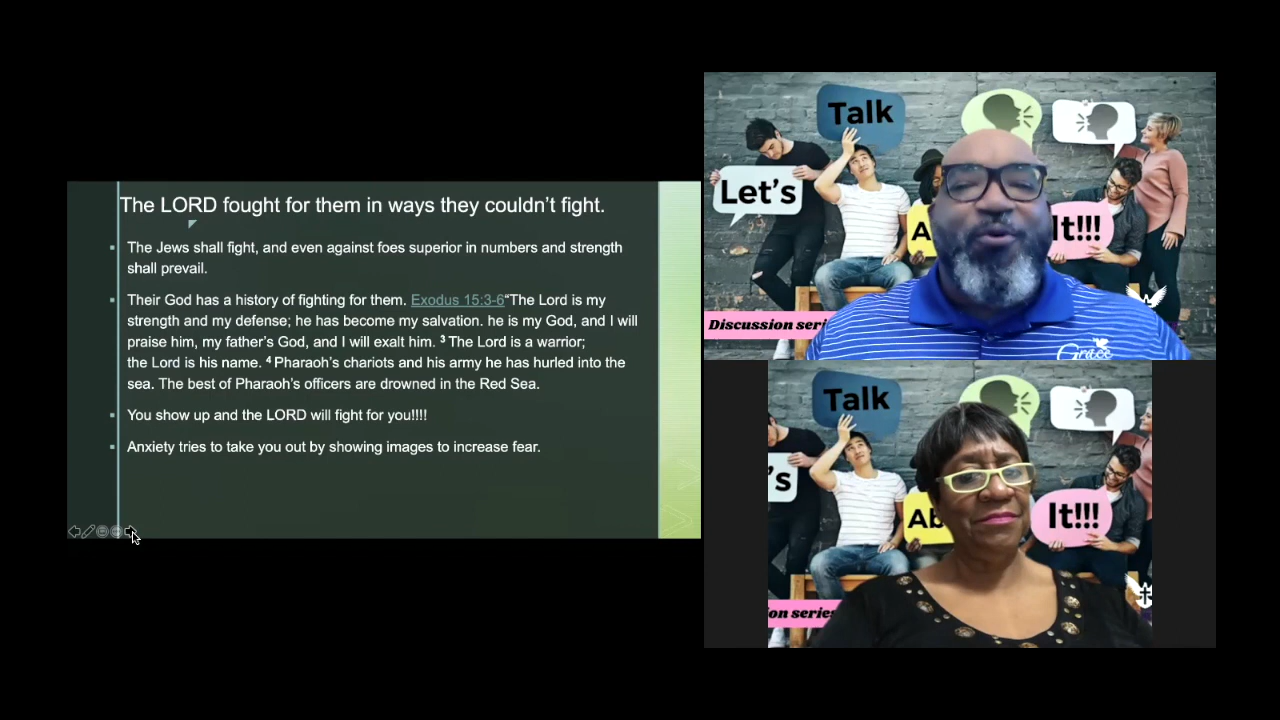 The LORD fought for them in ways they couldn't fight.
The Jews shall fight, and even against foes superior in numbers and strength
shall prevail.
Their God has a history of fighting for them. Exodus 15:3-6“The Lord is my
strength and my defense; he has become my salvation. he is my God, and I will
praise him, my father’s God, and I will exalt him. ³ The Lord is a warrior;
the Lord is his name. ⁴ Pharaoh’s chariots and his army he has hurled into the
sea. The best of Pharaoh’s officers are drowned in the Red Sea.
You show up and the LORD will fight for you!!!!
Anxiety tries to take you out by showing images to increase fear.
Talk
Let’s
A
It!!!
Discussion seri
Grace
Talk
’s
Ab
It!!!
on series